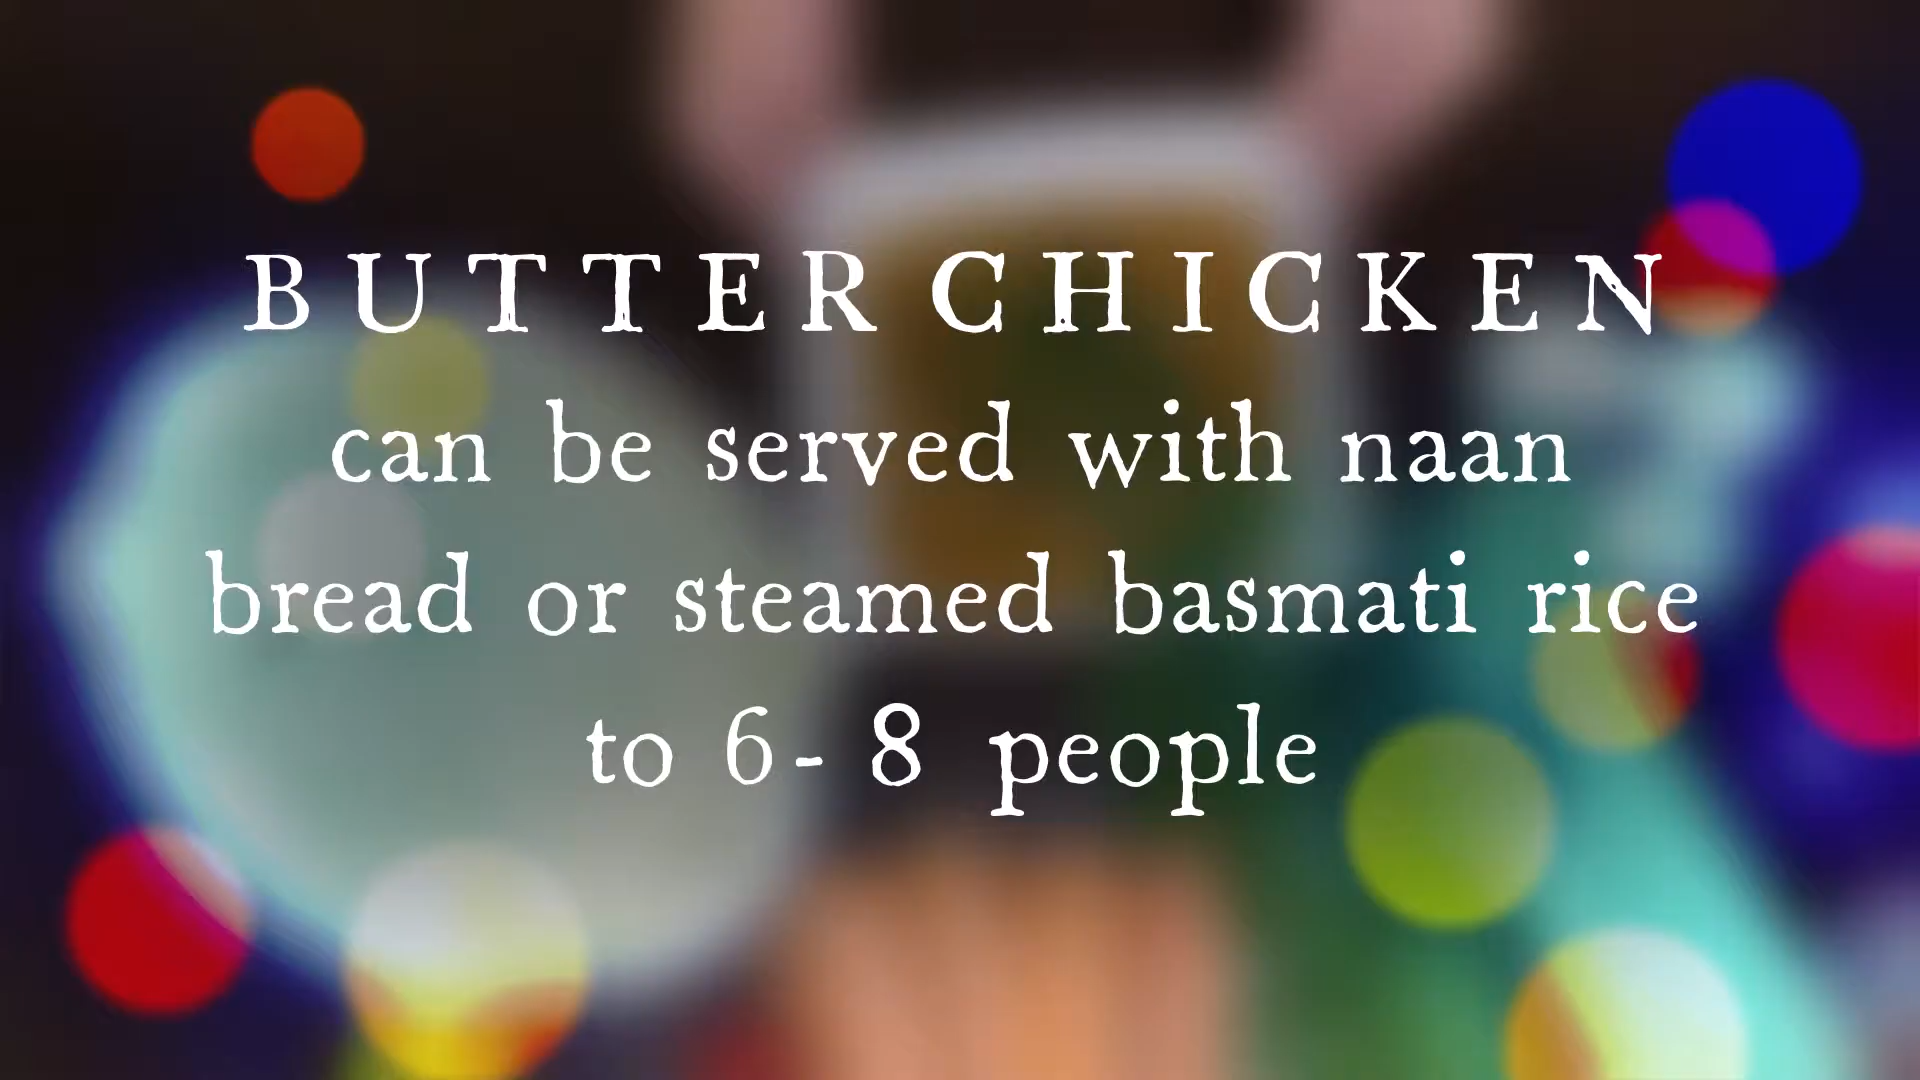 BUTTER CHICKEN
can be served with naan
bread or steamed basmati rice
to 6- 8 people